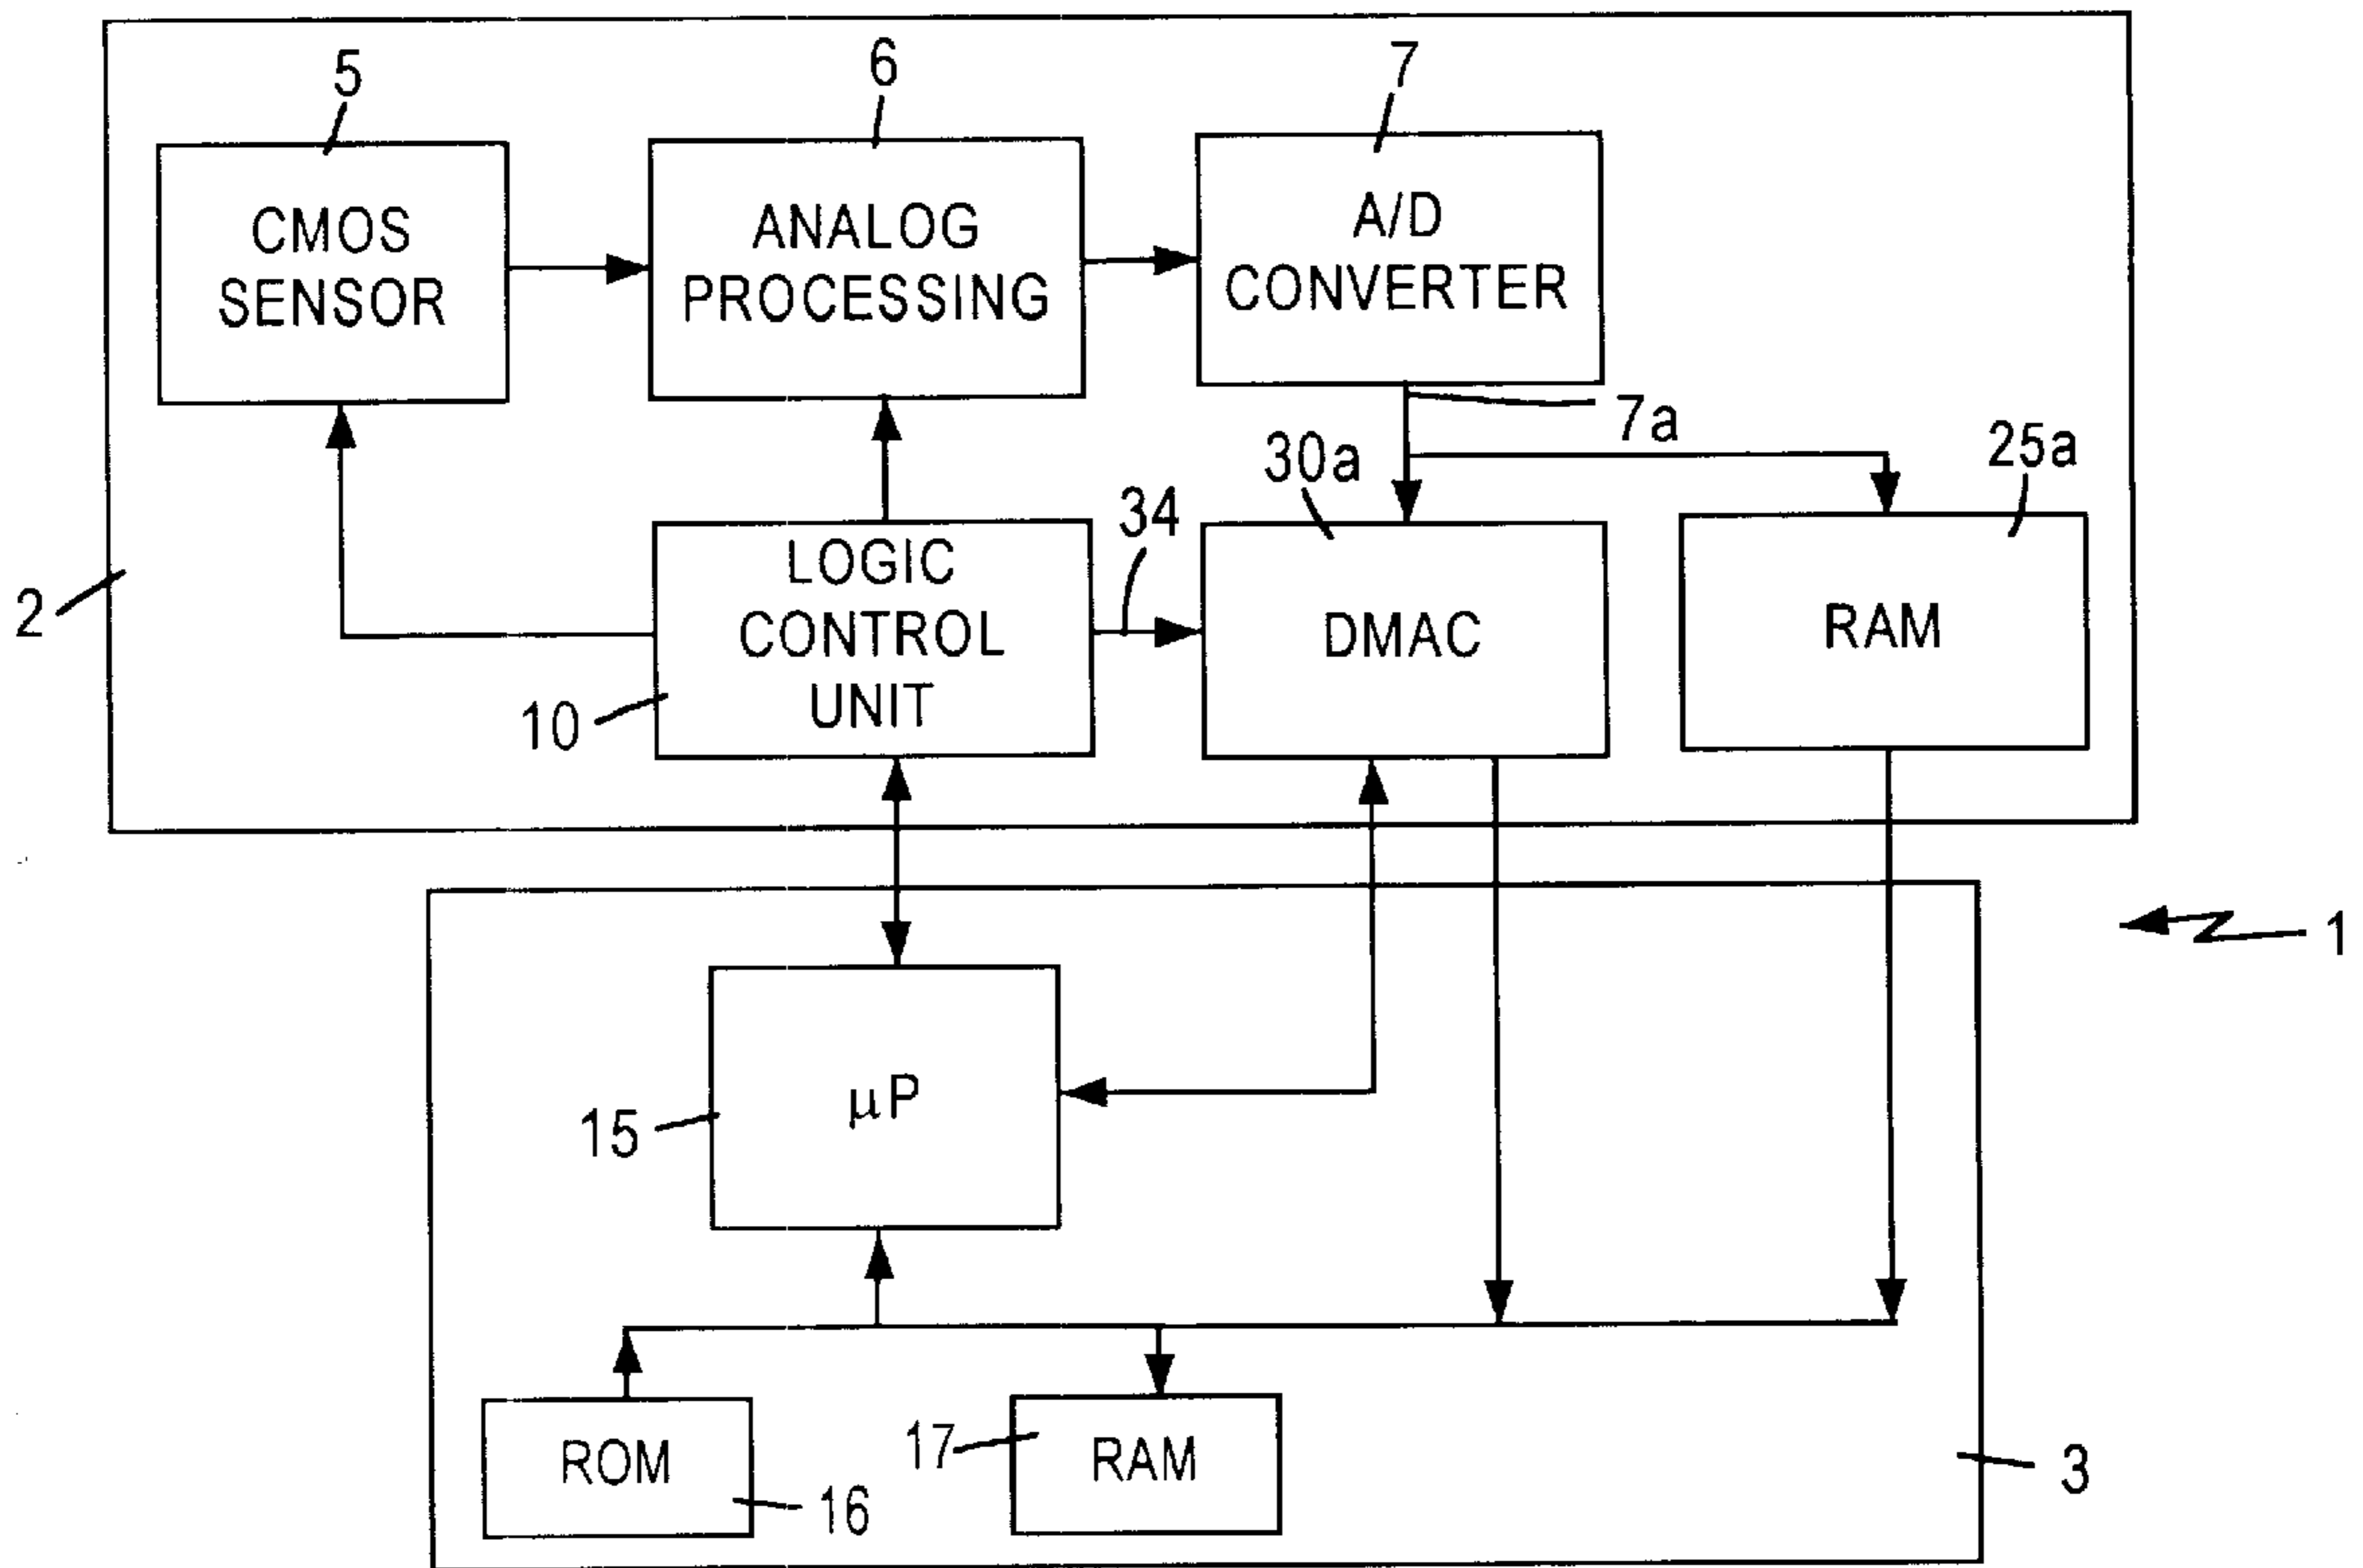 5
6
7
CMOS
SENSOR
ANALOG
PROCESSING
A/D
CONVERTER
7a
30a
25a
34
2
LOGIC
CONTROL
UNIT
DMAC
RAM
10
1
µP
15
ROM
17
RAM
16
3